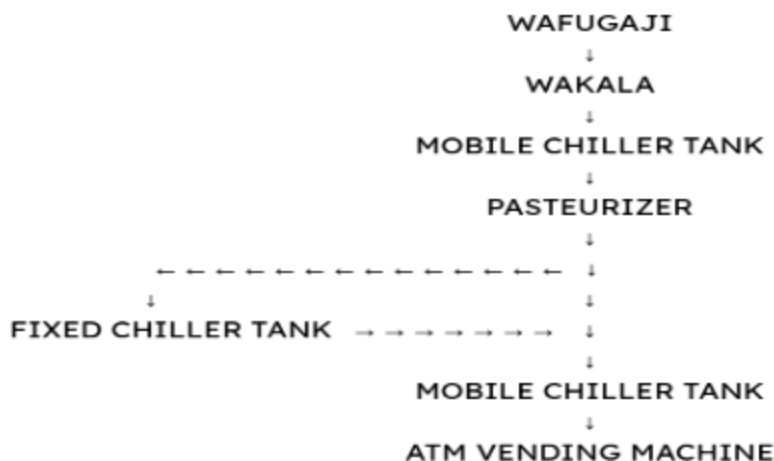 WAFUGAJI
↓
WAKALA
↓
MOBILE CHILLER TANK
↓
PASTEURIZER
↓
← ← ← ← ← ← ← ← ← ← ← ← ← ← ↓
↓ ↓
FIXED CHILLER TANK → → → → → → → ↓
↓
MOBILE CHILLER TANK
↓
ATM VENDING MACHINE